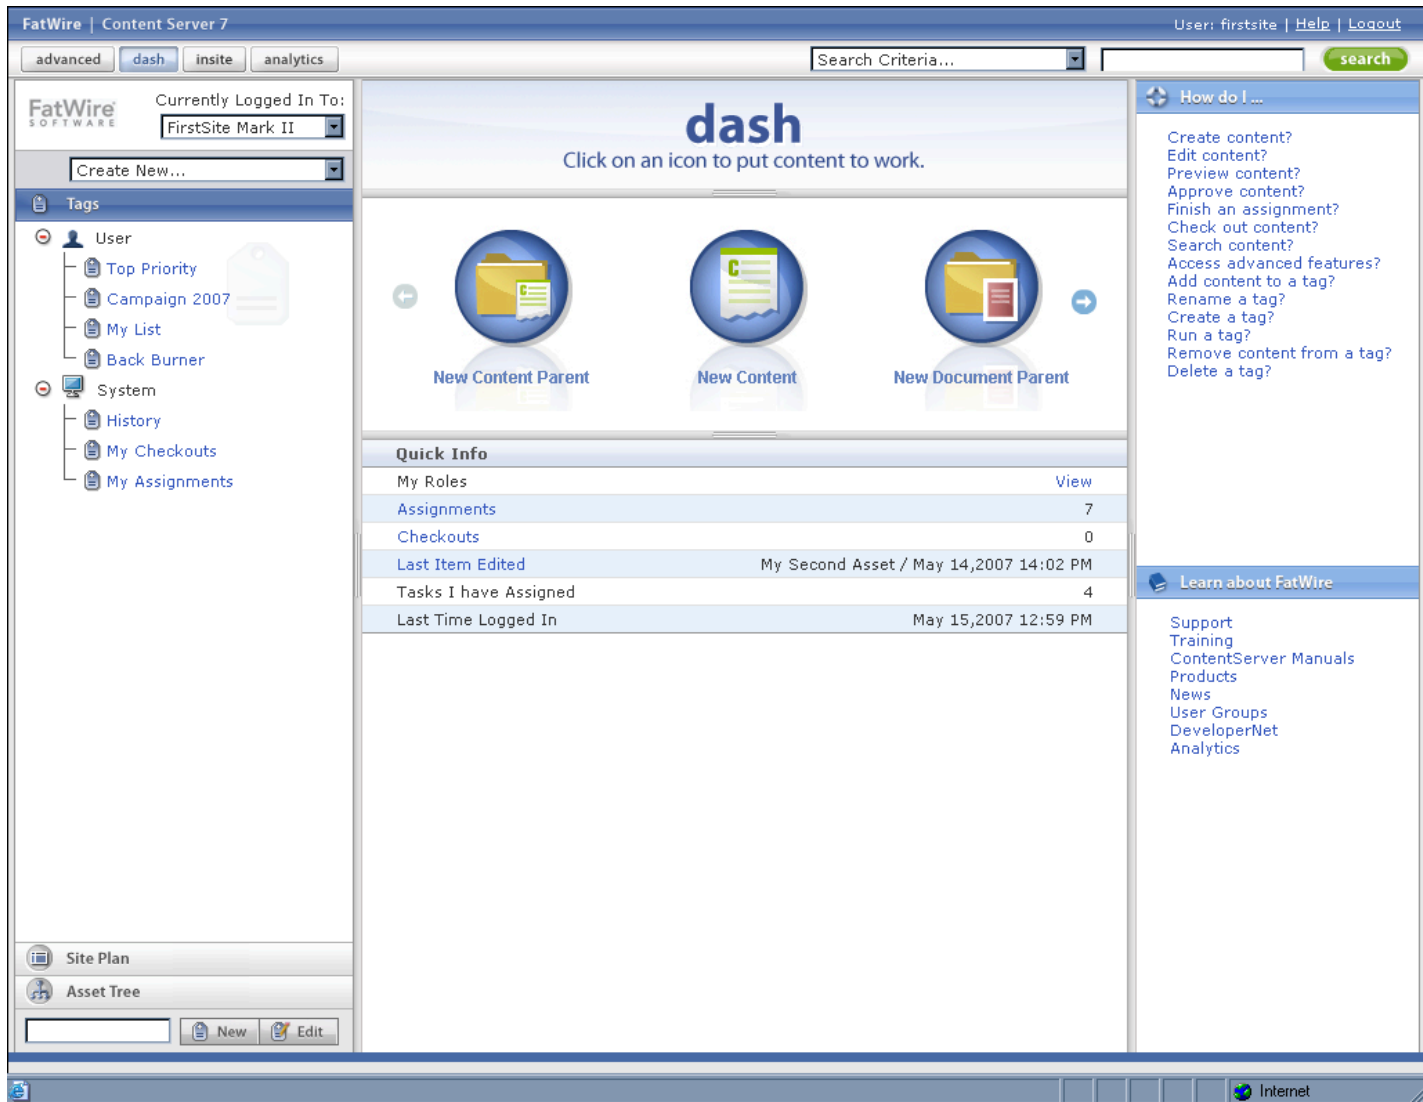 FatWire | Content Server 7
User: firstsite | Help | Logout
advanced dash insite analytics
Search Criteria...
search
FatWire
SOFTWARE
Currently Logged In To:
FirstSite Mark II
Create New...
Tags
User
Top Priority
Campaign 2007
My List
Back Burner
System
History
My Checkouts
My Assignments
Site Plan
Asset Tree
New Edit
dash
Click on an icon to put content to work.
New Content Parent
New Content
New Document Parent
Quick Info
My Roles View
Assignments 7
Checkouts 0
Last Item Edited My Second Asset / May 14,2007 14:02 PM
Tasks I have Assigned 4
Last Time Logged In May 15,2007 12:59 PM
How do I ...
Create content?
Edit content?
Preview content?
Approve content?
Finish an assignment?
Check out content?
Search content?
Access advanced features?
Add content to a tag?
Rename a tag?
Create a tag?
Run a tag?
Remove content from a tag?
Delete a tag?
Learn about FatWire
Support
Training
ContentServer Manuals
Products
News
User Groups
DeveloperNet
Analytics
Internet